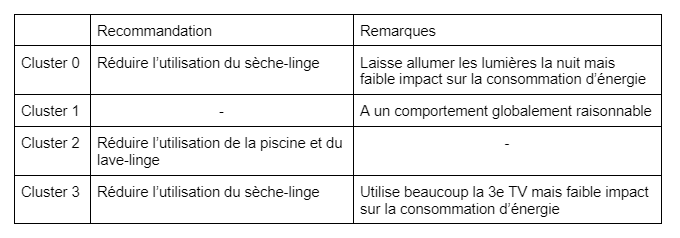 Recommandation Remarques
Cluster 0 Réduire l'utilisation du sèche-linge Laisse allumer les lumières la nuit mais
faible impact sur la consommation d'énergie
Cluster 1 - A un comportement globalement raisonnable
Cluster 2 Réduire l'utilisation de la piscine et du -
lave-linge
Cluster 3 Réduire l'utilisation du sèche-linge Utilise beaucoup la 3e TV mais faible impact
sur la consommation d'énergie